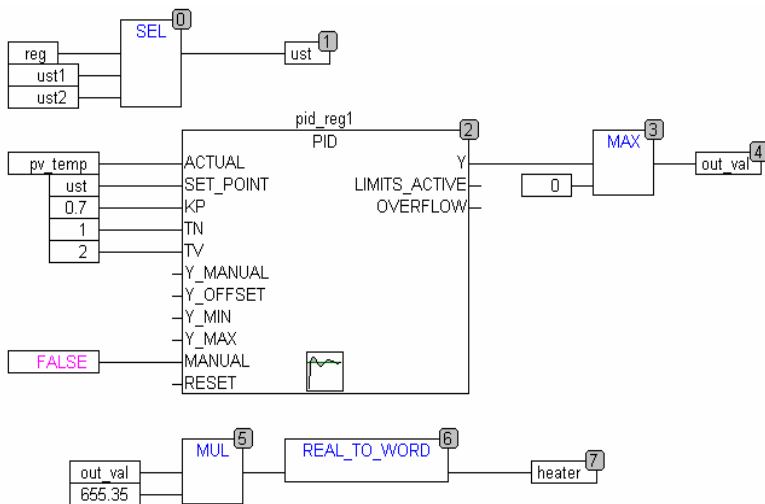 0
SEL
1
reg
ust
ust1
ust2
pid_reg1
2
3
PID
MAX
4
pv_temp
ACTUAL
Y
out_val
ust
SET_POINT
LIMITS_ACTIVE
0
0.7
KP
OVERFLOW
1
TN
2
TV
Y_MANUAL
Y_OFFSET
Y_MIN
Y_MAX
FALSE
MANUAL
RESET
5
6
MUL
REAL_TO_WORD
7
out_val
heater
655.35